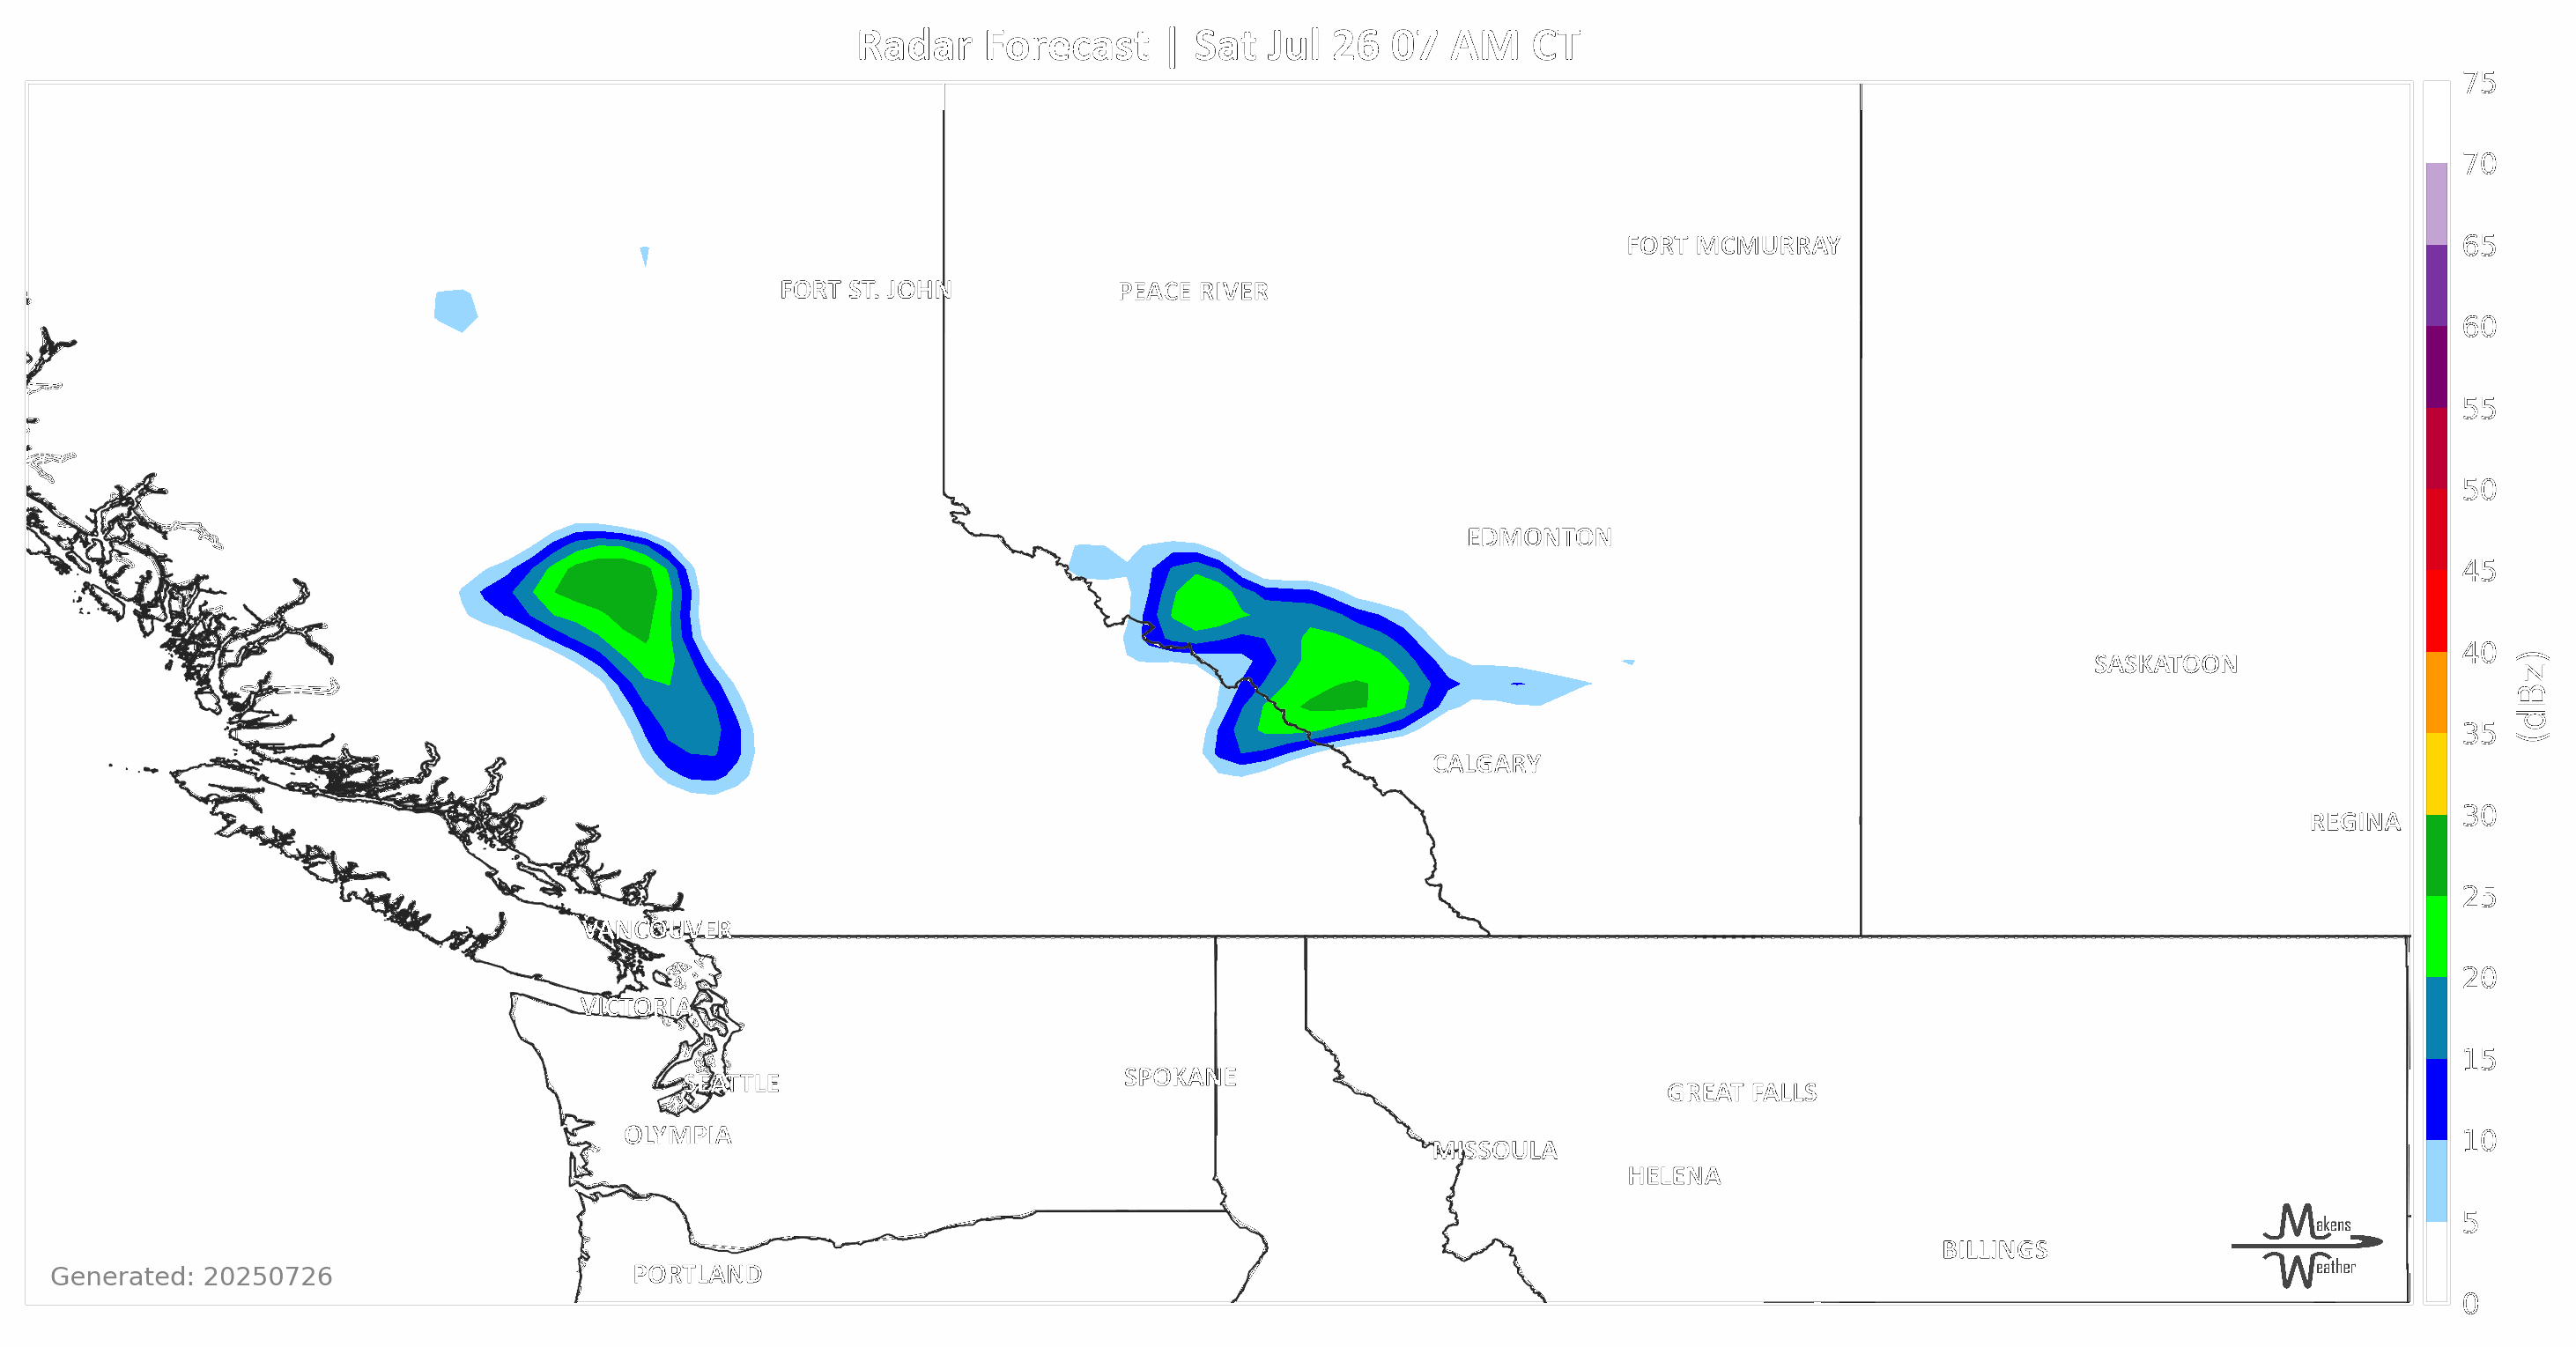 Radar Forecast | Sat Jul 26 07 AM CT
75
70
65
60
55
50
45
40
35
30
25
20
15
10
5
0
(dBz)
FORT MCMURRAY
FORT ST. JOHN
PEACE RIVER
EDMONTON
SASKATOON
CALGARY
REGINA
VANCOUVER
VICTORIA
SEATTLE
SPOKANE
GREAT FALLS
OLYMPIA
MISSOULA
HELENA
BILLINGS
PORTLAND
Makens
Weather
Generated: 20250726